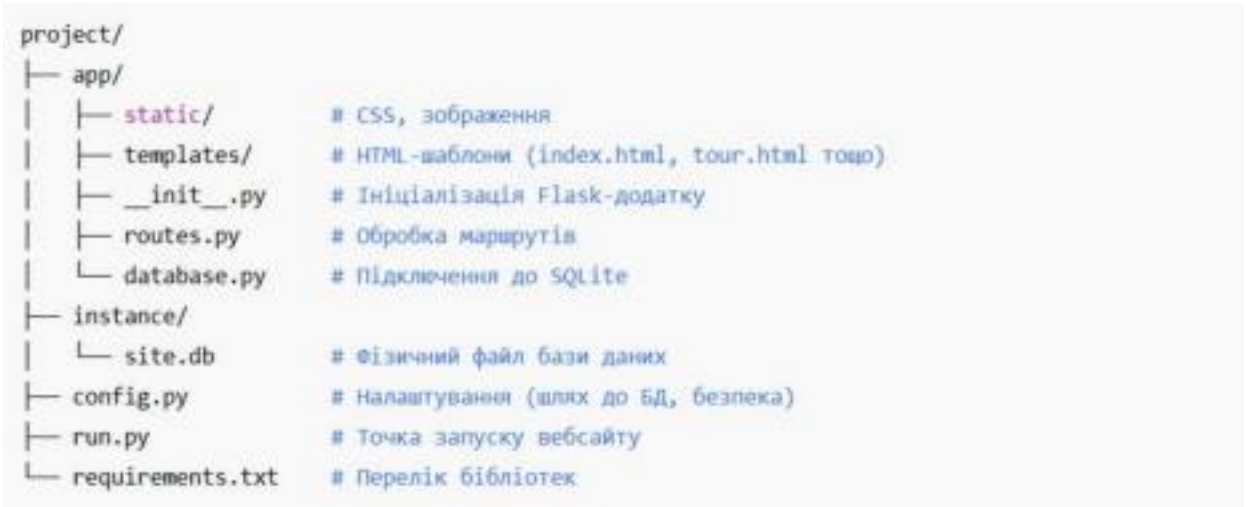 project/
├── app/
│   ├── static/          # CSS, зображення
│   ├── templates/       # HTML-шаблони (index.html, tour.html тощо)
│   ├── __init__.py      # Ініціалізація Flask-додатку
│   ├── routes.py        # Обробка маршрутів
│   └── database.py      # Підключення до SQLite
├── instance/
│   └── site.db          # Фізичний файл бази даних
├── config.py            # Налаштування (шлях до БД, безпека)
├── run.py               # Точка запуску вебсайту
└── requirements.txt     # Перелік бібліотек